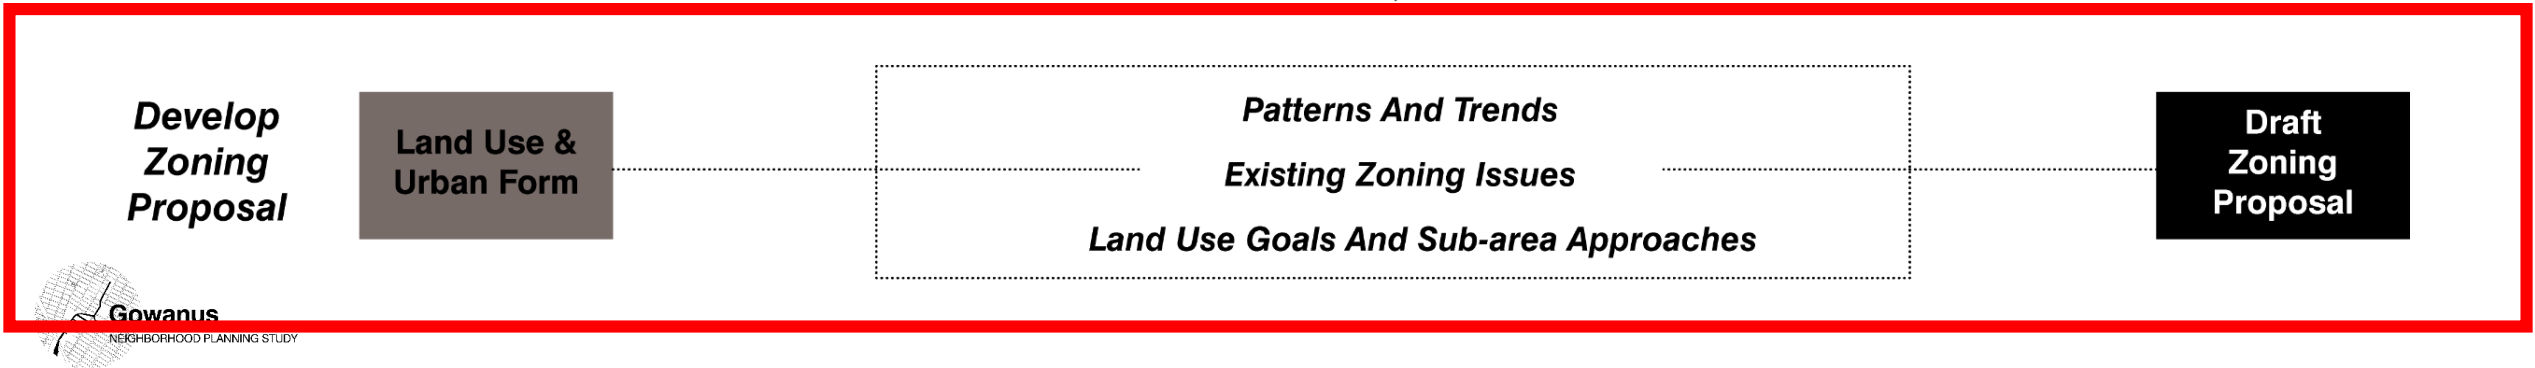 Develop
Zoning
Proposal
Land Use &
Urban Form
Patterns And Trends
Existing Zoning Issues
Land Use Goals And Sub-area Approaches
Draft
Zoning
Proposal
Gowanus
NEIGHBORHOOD PLANNING STUDY